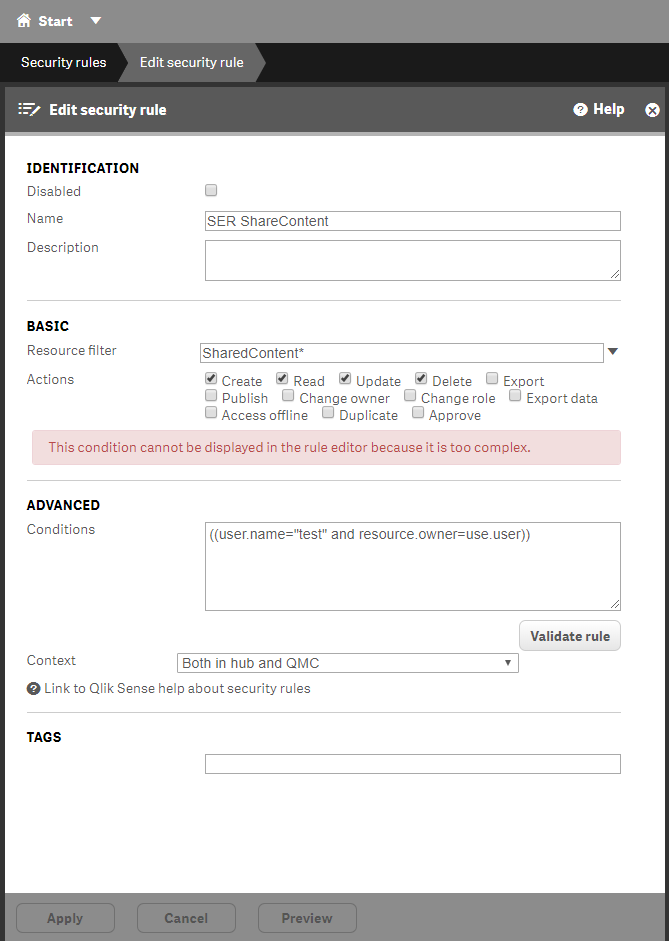 Start
Security rules Edit security rule
Edit security rule ? Help
IDENTIFICATION
Disabled
Name SER ShareContent
Description
BASIC
Resource filter SharedContent*
Actions Create Read Update Delete Export
Publish Change owner Change role Export data
Access offline Duplicate Approve
This condition cannot be displayed in the rule editor because it is too complex.
ADVANCED
Conditions ((user.name="test" and resource.owner=use.user))
Validate rule
Context Both in hub and QMC
? Link to Qlik Sense help about security rules
TAGS
Apply Cancel Preview